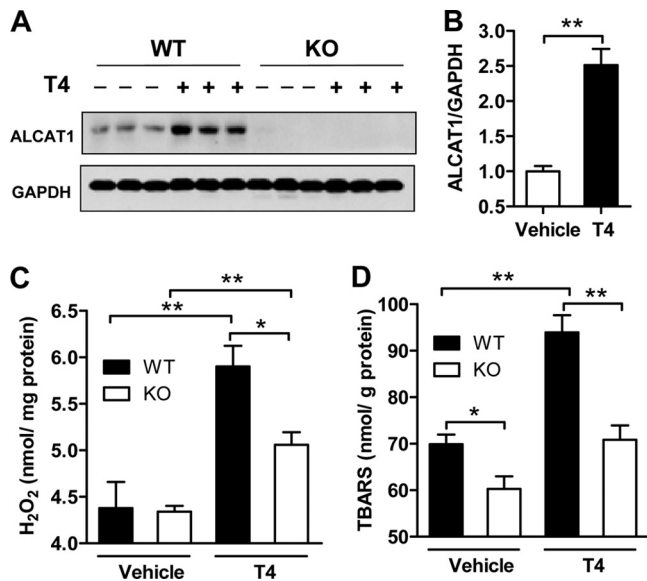 A
WT KO
T4 – – – + + + – – – + + +
ALCAT1
GAPDH
B
**
ALCAT1/GAPDH
3.0
2.5
2.0
1.5
1.0
0.5
Vehicle T4
C
**
**
*
H₂O₂ (nmol/ mg protein)
6.5
6.0
5.5
5.0
4.5
4.0
WT
KO
Vehicle T4
D
**
**
*
TBARS (nmol/ g protein)
100
90
80
70
60
50
WT
KO
Vehicle T4